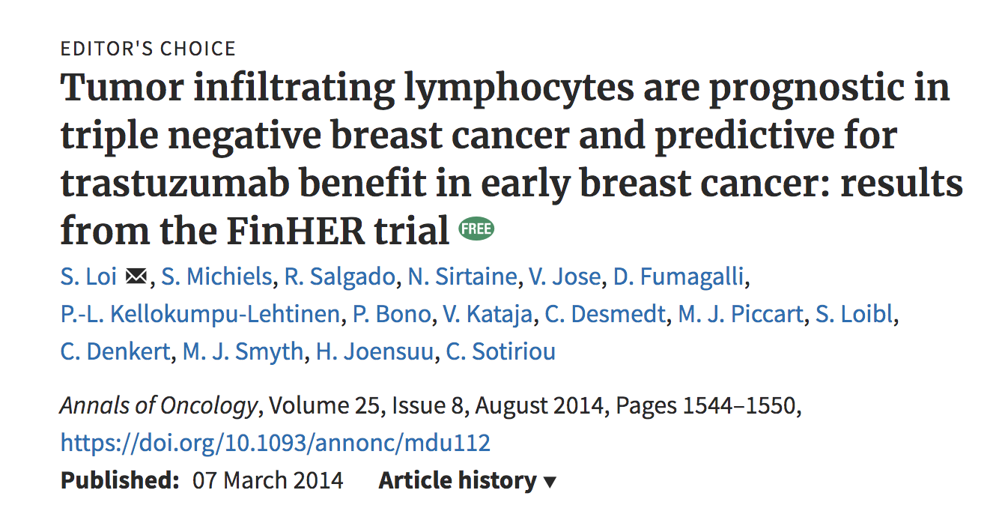 EDITOR'S CHOICE
Tumor infiltrating lymphocytes are prognostic in
triple negative breast cancer and predictive for
trastuzumab benefit in early breast cancer: results
from the FinHER trial FREE
S. Loi, S. Michiels, R. Salgado, N. Sirtaine, V. Jose, D. Fumagalli,
P.-L. Kellokumpu-Lehtinen, P. Bono, V. Kataja, C. Desmedt, M. J. Piccart, S. Loibl,
C. Denkert, M. J. Smyth, H. Joensuu, C. Sotiriou
Annals of Oncology, Volume 25, Issue 8, August 2014, Pages 1544–1550,
https://doi.org/10.1093/annonc/mdu112
Published: 07 March 2014 Article history ▼